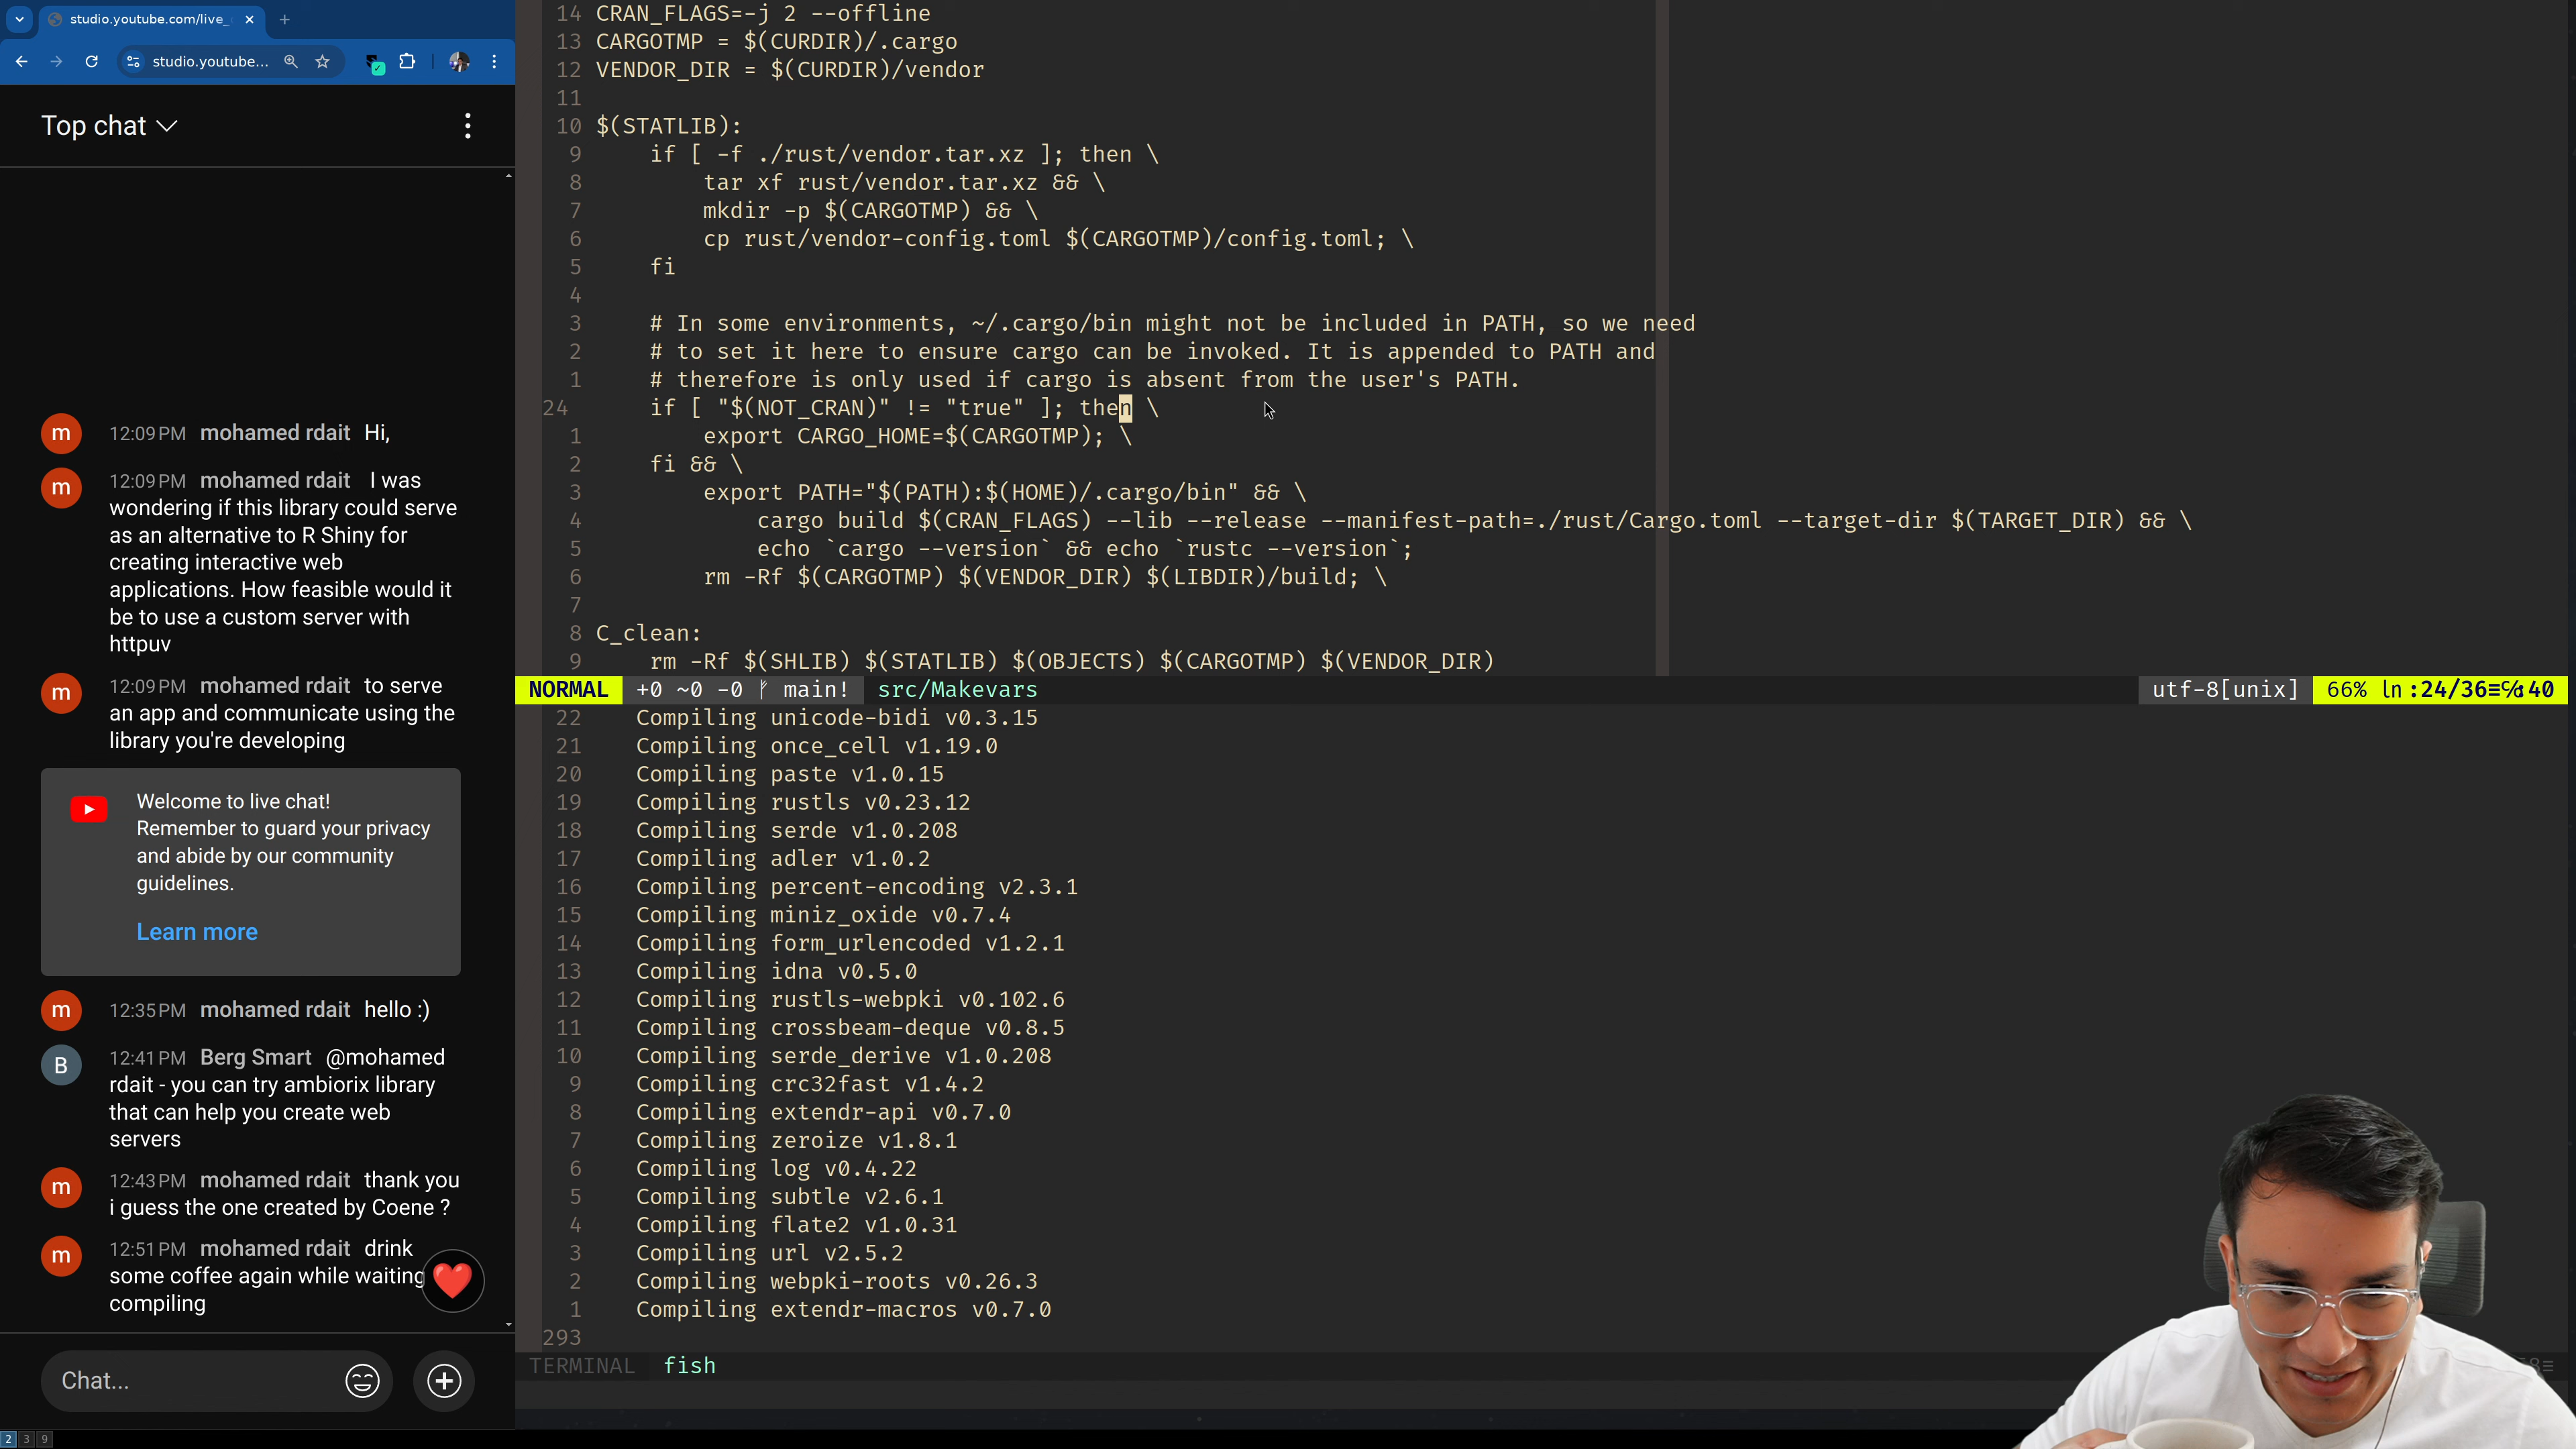 studio.youtube.com/live_
studio.youtube...
Top chat
m 12:09 PM mohamed rdait Hi,
m 12:09 PM mohamed rdait I was
wondering if this library could serve
as an alternative to R Shiny for
creating interactive web
applications. How feasible would it
be to use a custom server with
httpuv
m 12:09 PM mohamed rdait to serve
an app and communicate using the
library you're developing
Welcome to live chat!
Remember to guard your privacy
and abide by our community
guidelines.
Learn more
m 12:35 PM mohamed rdait hello :)
B 12:41 PM Berg Smart @mohamed
rdait - you can try ambiorix library
that can help you create web
servers
m 12:43 PM mohamed rdait thank you
i guess the one created by Coene ?
m 12:51 PM mohamed rdait drink
some coffee again while waiting
compiling
Chat...
2 3 9
14 CRAN_FLAGS=-j 2 --offline
13 CARGOTMP = $(CURDIR)/.cargo
12 VENDOR_DIR = $(CURDIR)/vendor
11
10 $(STATLIB):
9 if [ -f ./rust/vendor.tar.xz ]; then \
8 tar xf rust/vendor.tar.xz && \
7 mkdir -p $(CARGOTMP) && \
6 cp rust/vendor-config.toml $(CARGOTMP)/config.toml; \
5 fi
4
3 # In some environments, ~/.cargo/bin might not be included in PATH, so we need
2 # to set it here to ensure cargo can be invoked. It is appended to PATH and
1 # therefore is only used if cargo is absent from the user's PATH.
24 if [ "$(NOT_CRAN)" != "true" ]; then \
1 export CARGO_HOME=$(CARGOTMP); \
2 fi && \
3 export PATH="$(PATH):$(HOME)/.cargo/bin" && \
4 cargo build $(CRAN_FLAGS) --lib --release --manifest-path=./rust/Cargo.toml --target-dir $(TARGET_DIR) && \
5 echo `cargo --version` && echo `rustc --version`;
6 rm -Rf $(CARGOTMP) $(VENDOR_DIR) $(LIBDIR)/build; \
7
8 C_clean:
9 rm -Rf $(SHLIB) $(STATLIB) $(OBJECTS) $(CARGOTMP) $(VENDOR_DIR)
NORMAL +0 ~0 -0 main! src/Makevars utf-8[unix] 66% ln :24/36≡℅:40
22 Compiling unicode-bidi v0.3.15
21 Compiling once_cell v1.19.0
20 Compiling paste v1.0.15
19 Compiling rustls v0.23.12
18 Compiling serde v1.0.208
17 Compiling adler v1.0.2
16 Compiling percent-encoding v2.3.1
15 Compiling miniz_oxide v0.7.4
14 Compiling form_urlencoded v1.2.1
13 Compiling idna v0.5.0
12 Compiling rustls-webpki v0.102.6
11 Compiling crossbeam-deque v0.8.5
10 Compiling serde_derive v1.0.208
9 Compiling crc32fast v1.4.2
8 Compiling extendr-api v0.7.0
7 Compiling zeroize v1.8.1
6 Compiling log v0.4.22
5 Compiling subtle v2.6.1
4 Compiling flate2 v1.0.31
3 Compiling url v2.5.2
2 Compiling webpki-roots v0.26.3
1 Compiling extendr-macros v0.7.0
293
TERMINAL fish